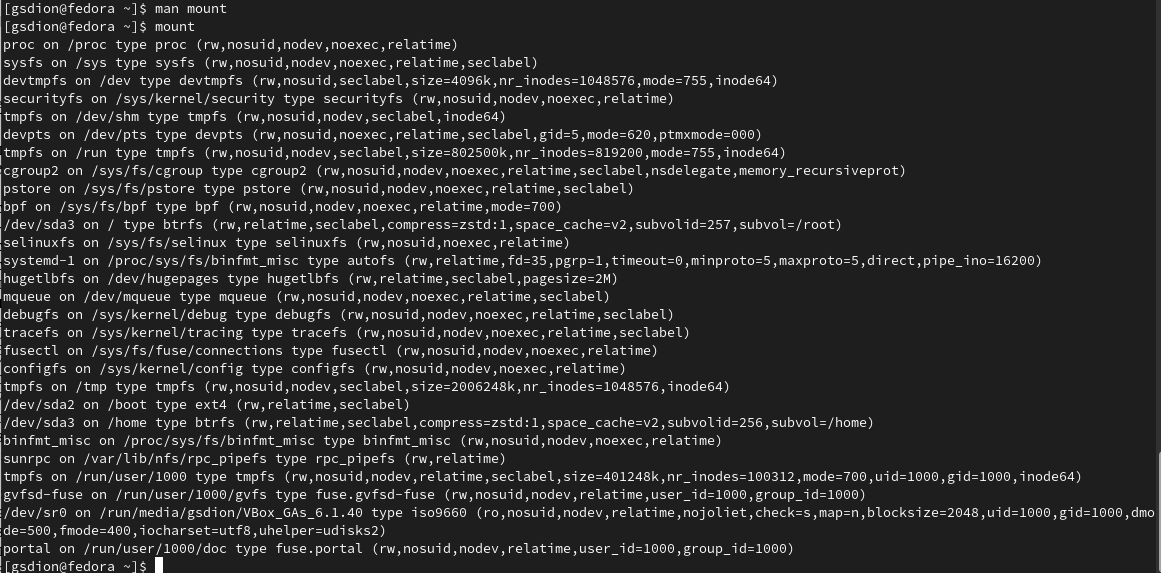 [gsdion@fedora ~]$ man mount
[gsdion@fedora ~]$ mount
proc on /proc type proc (rw,nosuid,nodev,noexec,relatime)
sysfs on /sys type sysfs (rw,nosuid,nodev,noexec,relatime,seclabel)
devtmpfs on /dev type devtmpfs (rw,nosuid,seclabel,size=4096k,nr_inodes=1048576,mode=755,inode64)
securityfs on /sys/kernel/security type securityfs (rw,nosuid,nodev,noexec,relatime)
tmpfs on /dev/shm type tmpfs (rw,nosuid,nodev,seclabel,inode64)
devpts on /dev/pts type devpts (rw,nosuid,noexec,relatime,seclabel,gid=5,mode=620,ptmxmode=000)
tmpfs on /run type tmpfs (rw,nosuid,nodev,seclabel,size=802500k,nr_inodes=819200,mode=755,inode64)
cgroup2 on /sys/fs/cgroup type cgroup2 (rw,nosuid,nodev,noexec,relatime,seclabel,nsdelegate,memory_recursiveprot)
pstore on /sys/fs/pstore type pstore (rw,nosuid,nodev,noexec,relatime,seclabel)
bpf on /sys/fs/bpf type bpf (rw,nosuid,nodev,noexec,relatime,mode=700)
/dev/sda3 on / type btrfs (rw,relatime,seclabel,compress=zstd:1,space_cache=v2,subvolid=257,subvol=/root)
selinuxfs on /sys/fs/selinux type selinuxfs (rw,nosuid,noexec,relatime)
systemd-1 on /proc/sys/fs/binfmt_misc type autofs (rw,relatime,fd=35,pgrp=1,timeout=0,minproto=5,maxproto=5,direct,pipe_ino=16200)
hugetlbfs on /dev/hugepages type hugetlbfs (rw,relatime,seclabel,pagesize=2M)
mqueue on /dev/mqueue type mqueue (rw,nosuid,nodev,noexec,relatime,seclabel)
debugfs on /sys/kernel/debug type debugfs (rw,nosuid,nodev,noexec,relatime,seclabel)
tracefs on /sys/kernel/tracing type tracefs (rw,nosuid,nodev,noexec,relatime,seclabel)
fusectl on /sys/fs/fuse/connections type fusectl (rw,nosuid,nodev,noexec,relatime)
configfs on /sys/kernel/config type configfs (rw,nosuid,nodev,noexec,relatime)
tmpfs on /tmp type tmpfs (rw,nosuid,nodev,seclabel,size=2006248k,nr_inodes=1048576,inode64)
/dev/sda2 on /boot type ext4 (rw,relatime,seclabel)
/dev/sda3 on /home type btrfs (rw,relatime,seclabel,compress=zstd:1,space_cache=v2,subvolid=256,subvol=/home)
binfmt_misc on /proc/sys/fs/binfmt_misc type binfmt_misc (rw,nosuid,nodev,noexec,relatime)
sunrpc on /var/lib/nfs/rpc_pipefs type rpc_pipefs (rw,relatime)
tmpfs on /run/user/1000 type tmpfs (rw,nosuid,nodev,relatime,seclabel,size=401248k,nr_inodes=100312,mode=700,uid=1000,gid=1000,inode64)
gvfsd-fuse on /run/user/1000/gvfs type fuse.gvfsd-fuse (rw,nosuid,nodev,relatime,user_id=1000,group_id=1000)
/dev/sr0 on /run/media/gsdion/VBox_GAs_6.1.40 type iso9660 (ro,nosuid,nodev,relatime,nojoliet,check=s,map=n,blocksize=2048,uid=1000,gid=1000,dmo
de=500,fmode=400,iocharset=utf8,uhelper=udisks2)
portal on /run/user/1000/doc type fuse.portal (rw,nosuid,nodev,relatime,user_id=1000,group_id=1000)
[gsdion@fedora ~]$